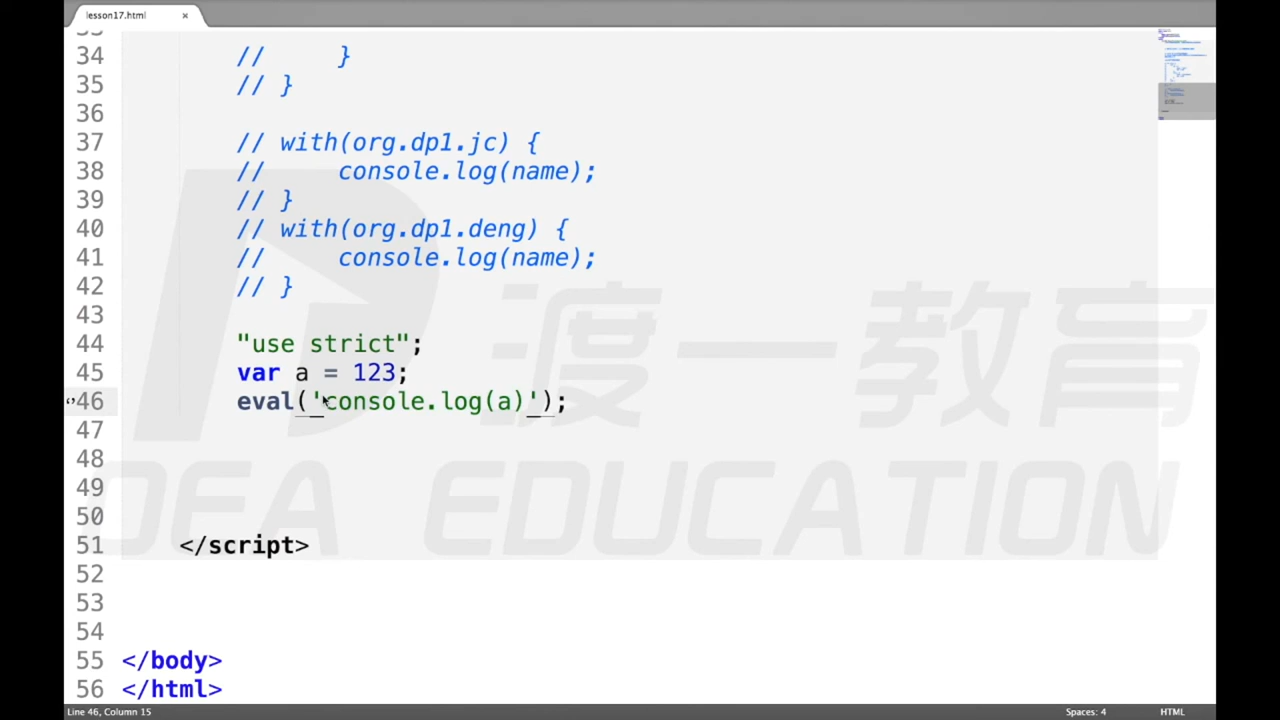 lesson17.html ×
33
34 // }
35 // }
36
37 // with(org.dp1.jc) {
38 // console.log(name);
39 // }
40 // with(org.dp1.deng) {
41 // console.log(name);
42 // }
43
44 "use strict";
45 var a = 123;
46 eval('console.log(a)');
47
48
49
50
51 </script>
52
53
54
55 </body>
56 </html>
渡一教育
DEA EDUCATION
Line 46, Column 15 Spaces: 4 HTML